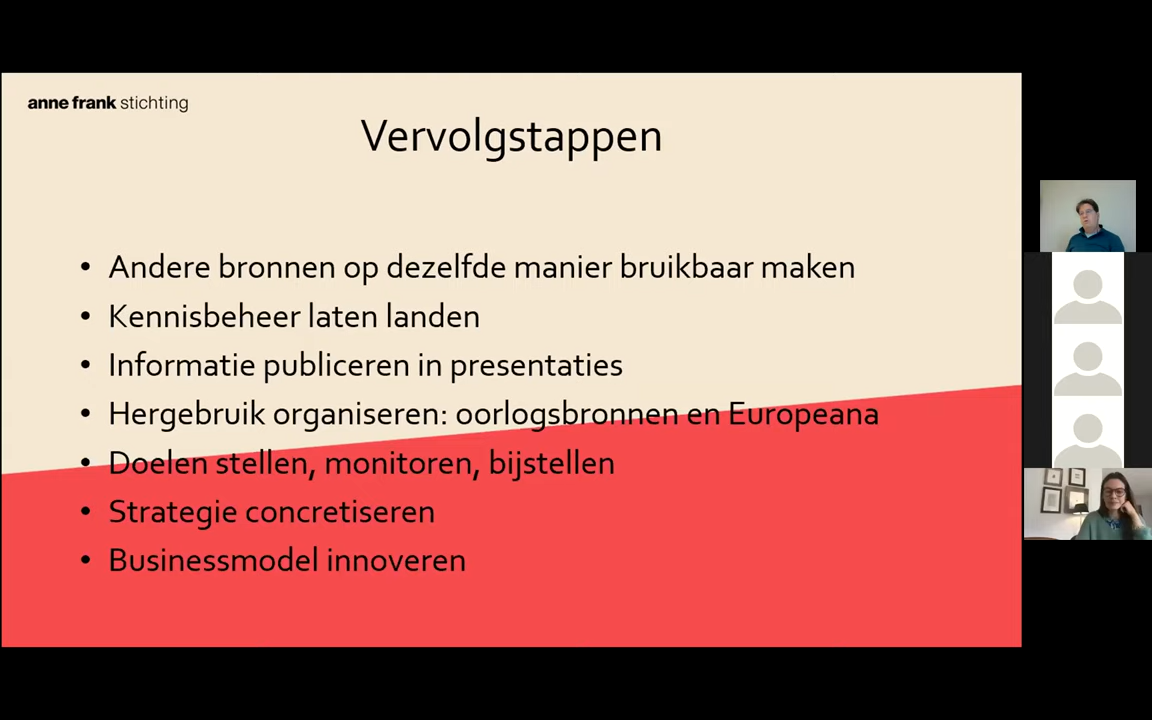 anne frank stichting
Vervolgstappen
• Andere bronnen op dezelfde manier bruikbaar maken
• Kennisbeheer laten landen
• Informatie publiceren in presentaties
• Hergebruik organiseren: oorlogsbronnen en Europeana
• Doelen stellen, monitoren, bijstellen
• Strategie concretiseren
• Businessmodel innoveren